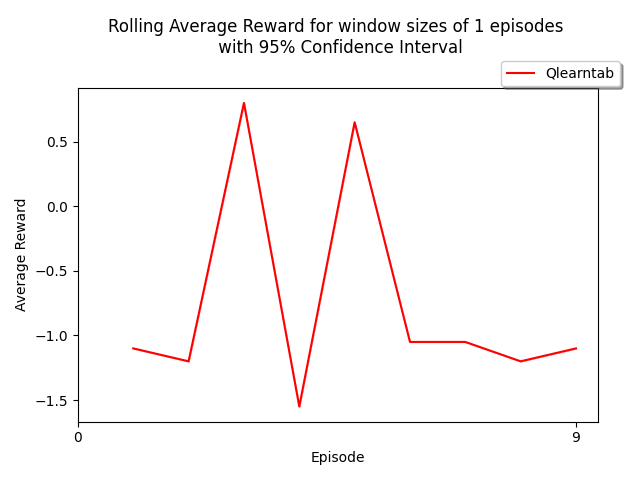 Rolling Average Reward for window sizes of 1 episodes
with 95% Confidence Interval
Qlearntab
0.5
0.0
−0.5
−1.0
−1.5
Average Reward
0
9
Episode